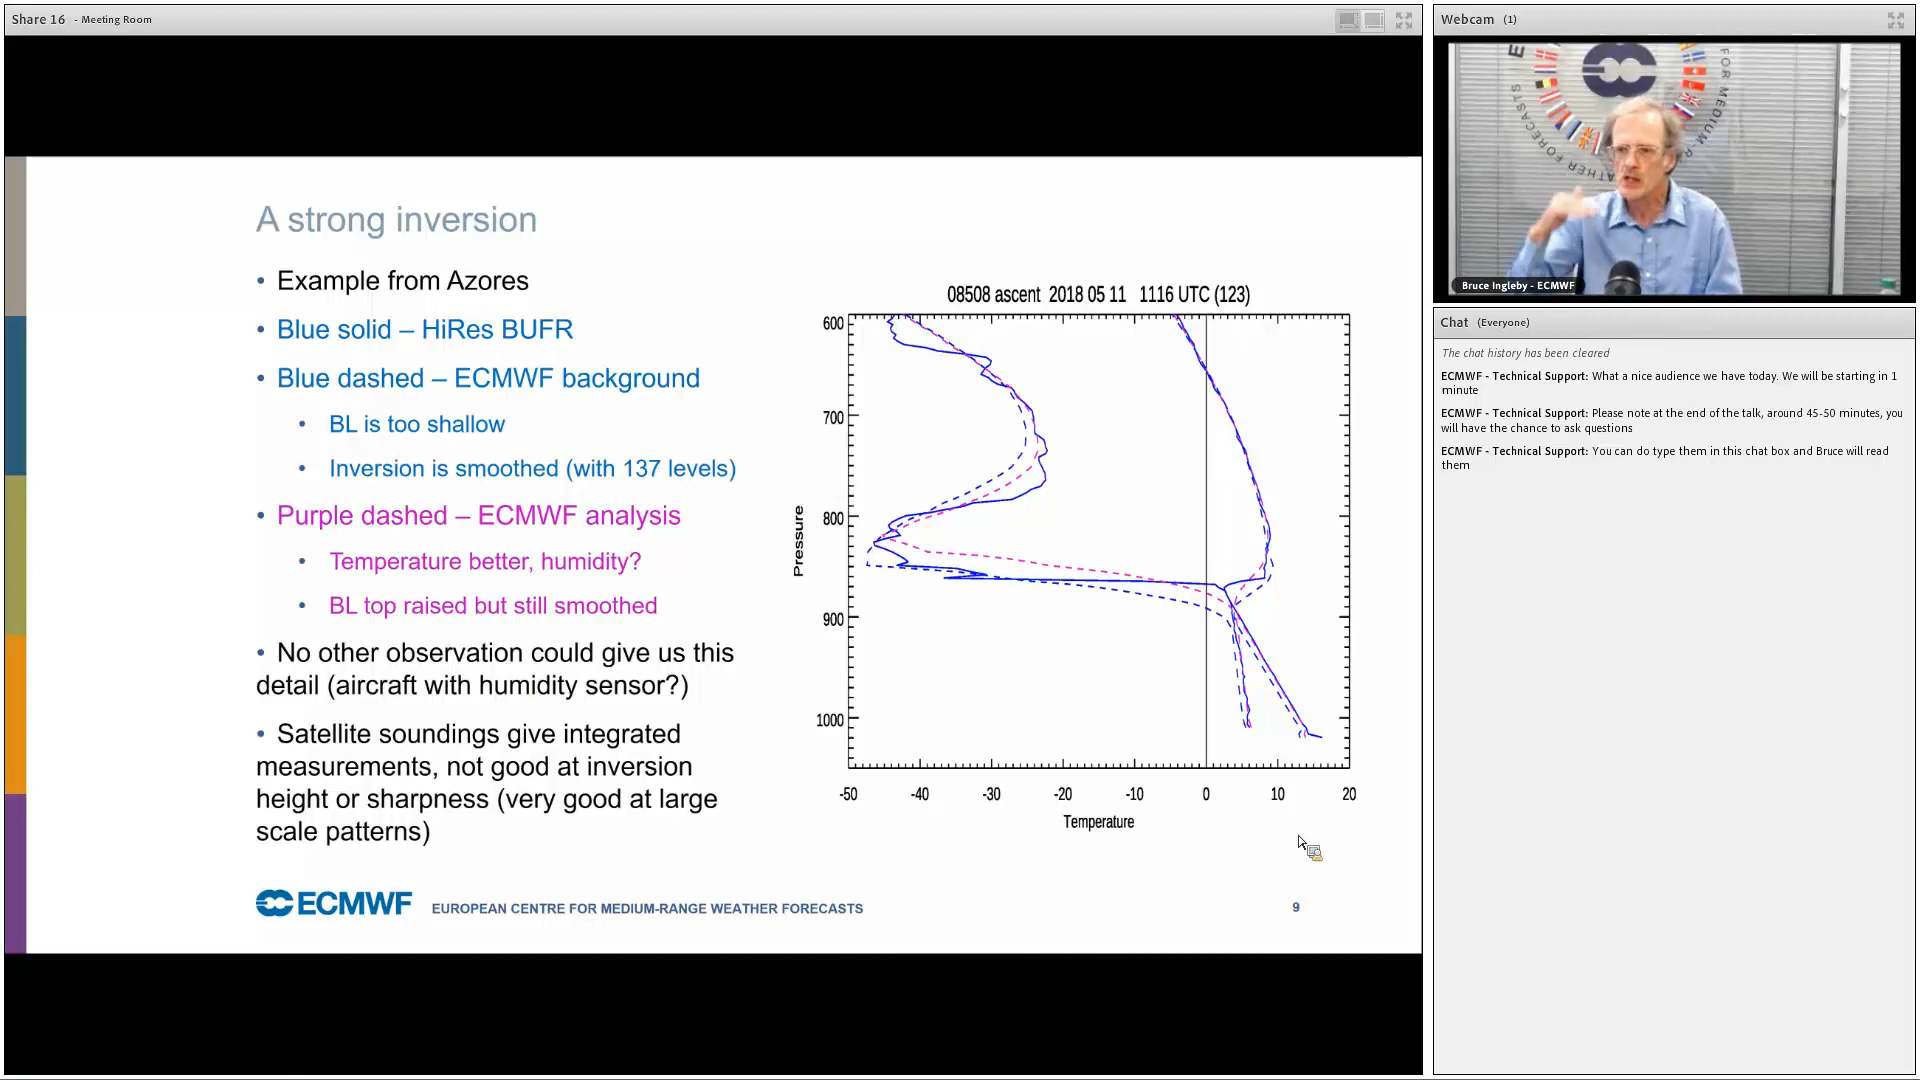 Share 16 - Meeting Room
A strong inversion
• Example from Azores
• Blue solid – HiRes BUFR
• Blue dashed – ECMWF background
• BL is too shallow
• Inversion is smoothed (with 137 levels)
• Purple dashed – ECMWF analysis
• Temperature better, humidity?
• BL top raised but still smoothed
• No other observation could give us this
detail (aircraft with humidity sensor?)
• Satellite soundings give integrated
measurements, not good at inversion
height or sharpness (very good at large
scale patterns)
08508 ascent 2018 05 11 1116 UTC (123)
600
700
800
900
1000
Pressure
-50 -40 -30 -20 -10 0 10 20
Temperature
ECMWF EUROPEAN CENTRE FOR MEDIUM-RANGE WEATHER FORECASTS
9
Webcam (1)
FOR MEDIUM-R
ATHER FORECASTS
Bruce Ingleby - ECMWF
Chat (Everyone)
The chat history has been cleared
ECMWF - Technical Support: What a nice audience we have today. We will be starting in 1
minute
ECMWF - Technical Support: Please note at the end of the talk, around 45-50 minutes, you
will have the chance to ask questions
ECMWF - Technical Support: You can do type them in this chat box and Bruce will read
them